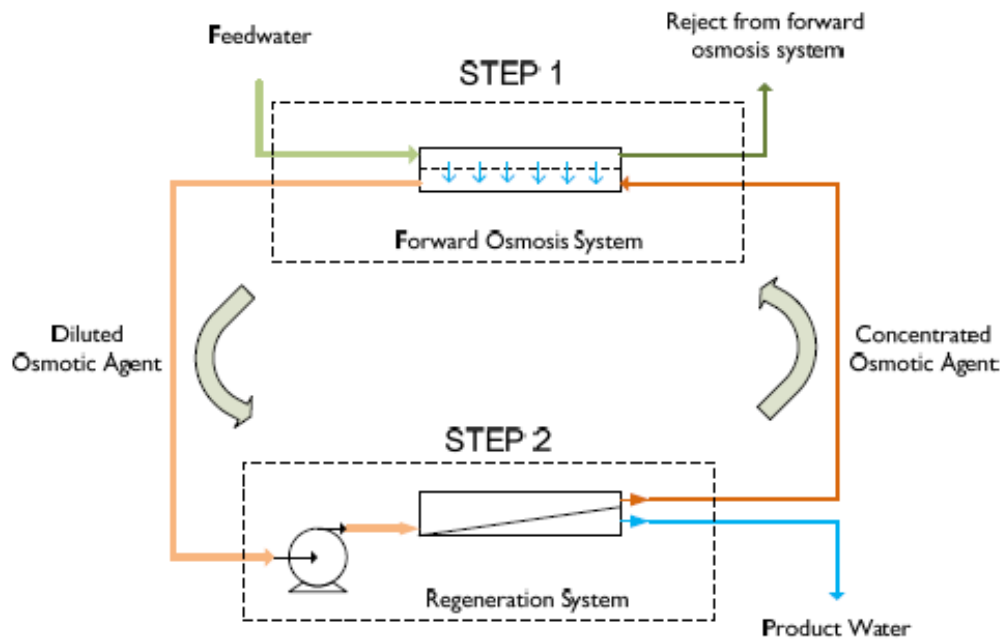 Feedwater
Reject from forward
osmosis system
STEP 1
Forward Osmosis System
Diluted
Osmotic Agent
Concentrated
Osmotic Agent
STEP 2
Regeneration System
Product Water